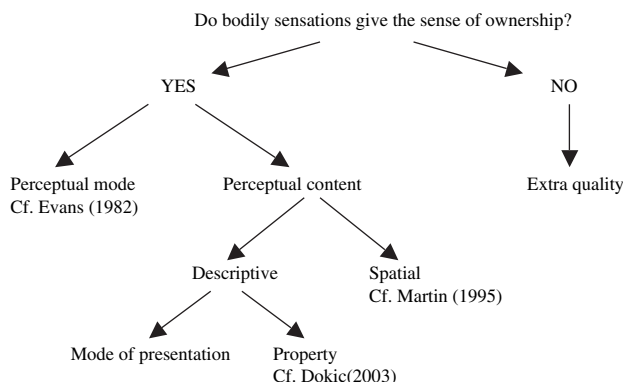 Do bodily sensations give the sense of ownership?
YES
NO
Perceptual mode
Cf. Evans (1982)
Perceptual content
Extra quality
Descriptive
Spatial
Cf. Martin (1995)
Mode of presentation
Property
Cf. Dokic(2003)